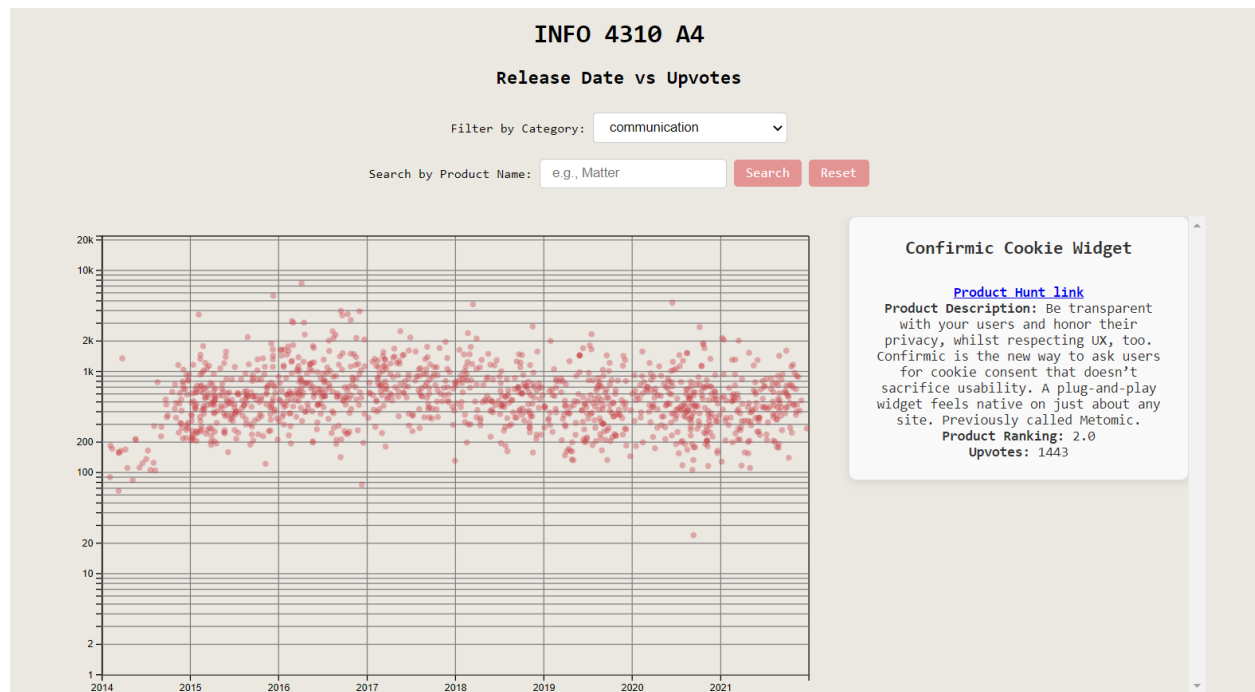 INFO 4310 A4
Release Date vs Upvotes
Filter by Category: communication
Search by Product Name: e.g., Matter Search Reset
20k
10k
2k
1k
200
100
20
10
2
1
2014 2015 2016 2017 2018 2019 2020 2021
Confirmic Cookie Widget
Product Hunt link
Product Description: Be transparent
with your users and honor their
privacy, whilst respecting UX, too.
Confirmic is the new way to ask users
for cookie consent that doesn’t
sacrifice usability. A plug-and-play
widget feels native on just about any
site. Previously called Metomic.
Product Ranking: 2.0
Upvotes: 1443